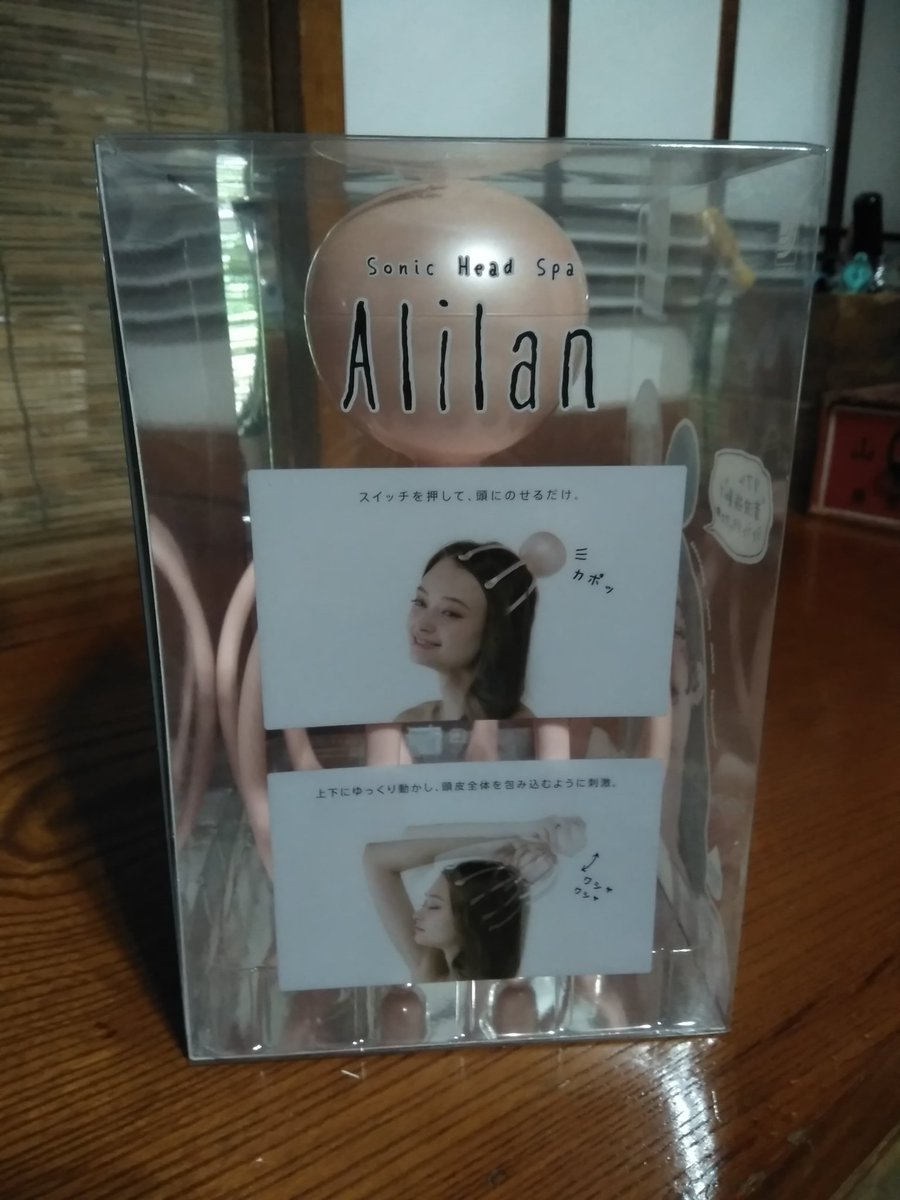 Sonic Head Spa
Alilan
スイッチを押して、頭にのせるだけ。
カポッ
上下にゆっくり動かし、頭皮全体を包み込むように刺激。
ワシャ
ワシャ
山